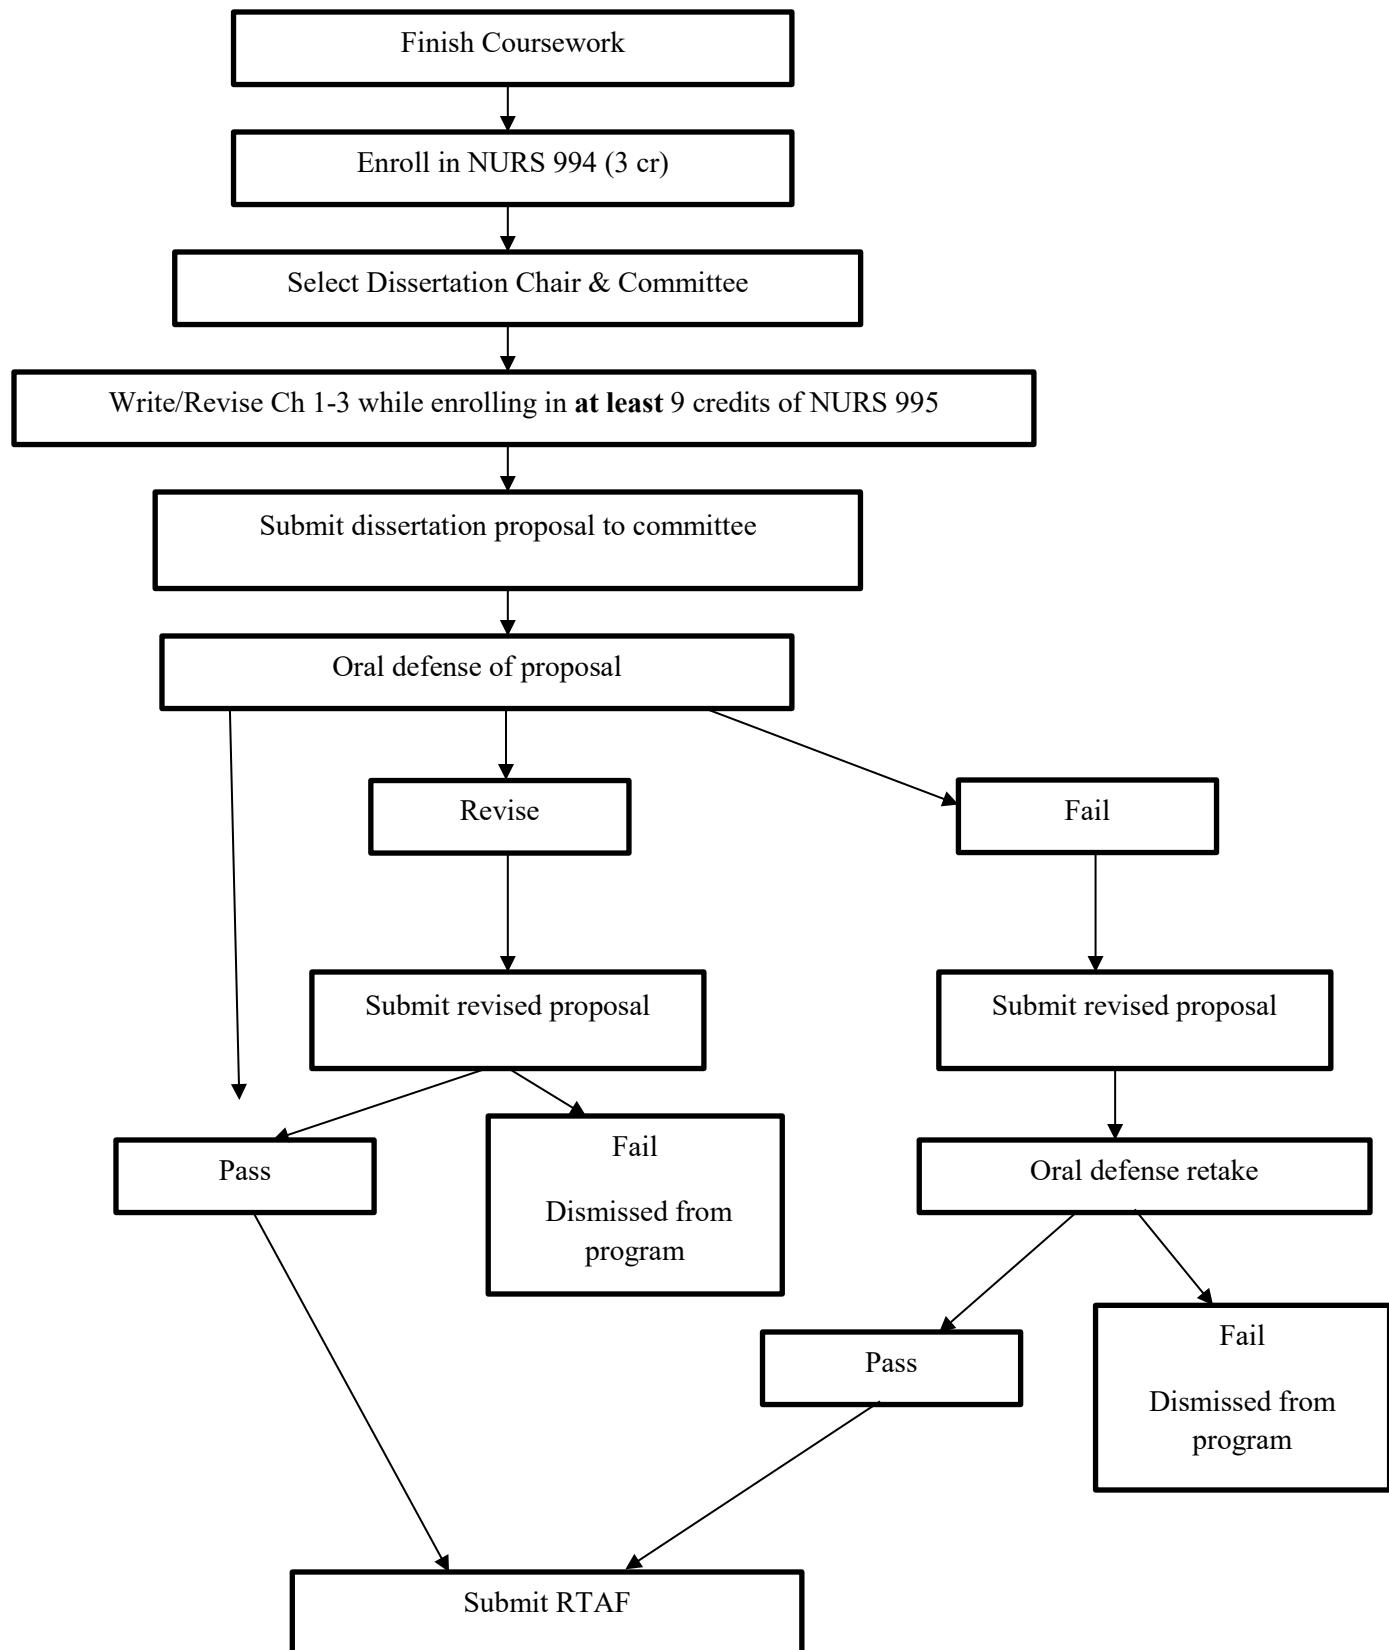 Finish Coursework
Enroll in NURS 994 (3 cr)
Select Dissertation Chair & Committee
Write/Revise Ch 1-3 while enrolling in at least 9 credits of NURS 995
Submit dissertation proposal to committee
Oral defense of proposal
Revise
Fail
Submit revised proposal
Submit revised proposal
Pass
Fail
Dismissed from
program
Oral defense retake
Pass
Fail
Dismissed from
program
Submit RTAF